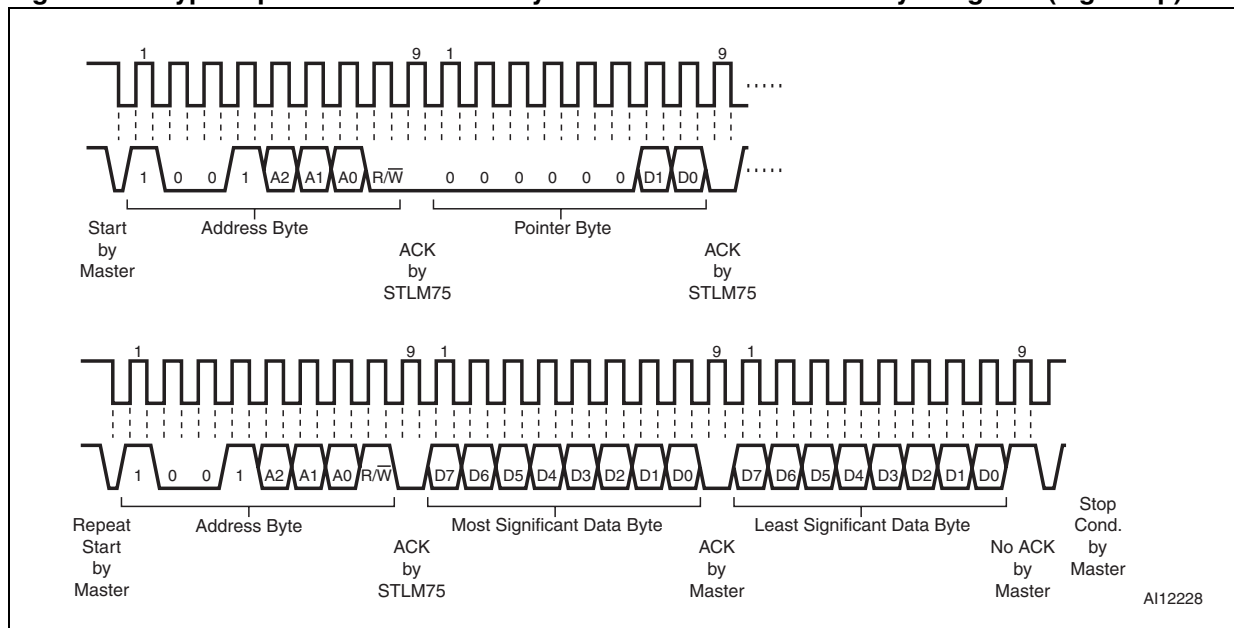 1 9 1 9
1 0 0 1 A2 A1 A0 R/W 0 0 0 0 0 0 D1 D0
Start
by
Master
Address Byte
ACK
by
STLM75
Pointer Byte
ACK
by
STLM75
1 9 1 9 1 9
1 0 0 1 A2 A1 A0 R/W D7 D6 D5 D4 D3 D2 D1 D0 D7 D6 D5 D4 D3 D2 D1 D0
Repeat
Start
by
Master
Address Byte
ACK
by
STLM75
Most Significant Data Byte
ACK
by
Master
Least Significant Data Byte
No ACK
by
Master
Stop
Cond.
by
Master
AI12228